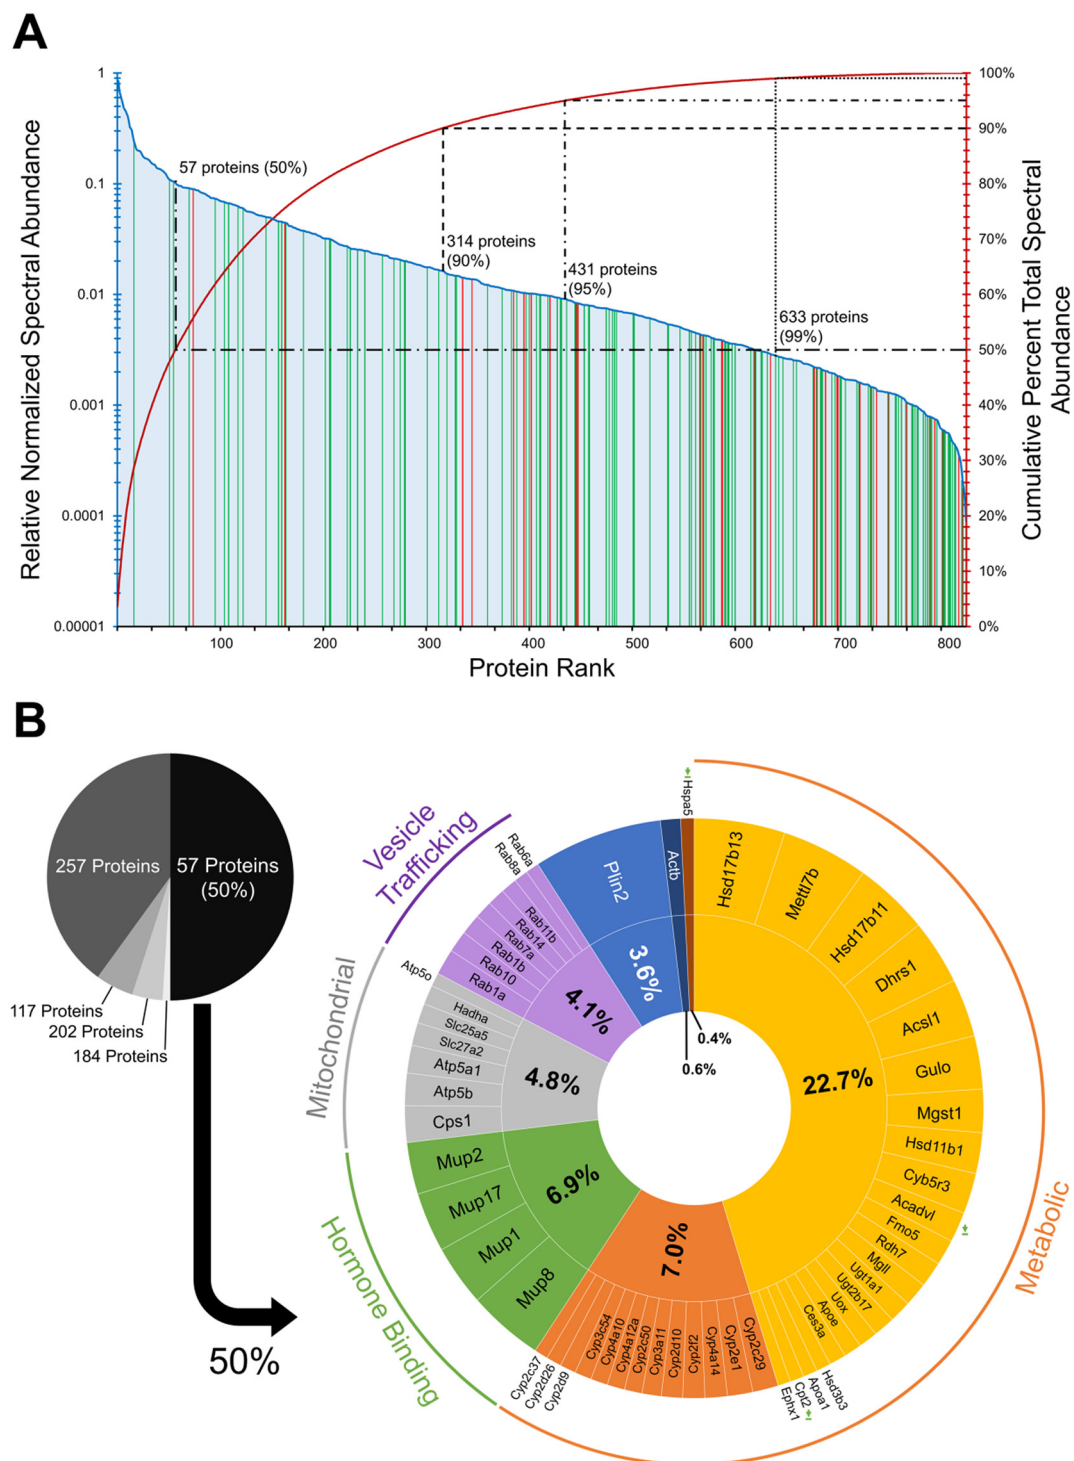 A
Relative Normalized Spectral Abundance
1
0.1
0.01
0.001
0.0001
0.00001
57 proteins (50%)
314 proteins
(90%)
431 proteins
(95%)
633 proteins
(99%)
100%
90%
80%
70%
60%
50%
40%
30%
20%
10%
0%
Cumulative Percent Total Spectral
Abundance
100
200
300
400
500
600
700
800
Protein Rank
B
257 Proteins
57 Proteins
(50%)
117 Proteins
202 Proteins
184 Proteins
50%
Vesicle
Trafficking
Mitochondrial
Hormone Binding
Metabolic
Hspa5
Hsd17b13
Mettl7b
Hsd17b11
Dhrs1
Acsl1
Gulo
Mgst1
Hsd11b1
Cyb5r3
Acadvl
Fmo5
Rdh7
Mgll
Ugt1a1
Ugt2b17
Uox
Apoe
Ces3a
Hsd3b3
Apoa1
Cpt2
Ephx1
22.7%
Cyp2c29
Cyp2e1
Cyp4a14
Cyp2f2
Cyp2d10
Cyp3a11
Cyp2c50
Cyp4a12a
Cyp4a10
Cyp3c54
Cyp2d9
Cyp2d26
Cyp2c37
7.0%
Mup8
Mup1
Mup17
Mup2
6.9%
Cps1
Atp5b
Atp5a1
Slc27a2
Slc25a5
Hadha
Atp5o
4.8%
Rab1a
Rab10
Rab1b
Rab7a
Rab14
Rab11b
Rab8a
Rab6a
4.1%
Plin2
3.6%
Actb
0.4%
0.6%